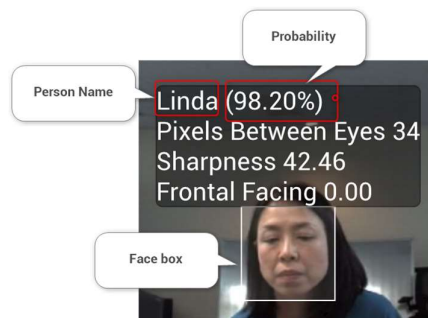 Probability
Person Name
Linda (98.20%)
Pixels Between Eyes 34
Sharpness 42.46
Frontal Facing 0.00
Face box